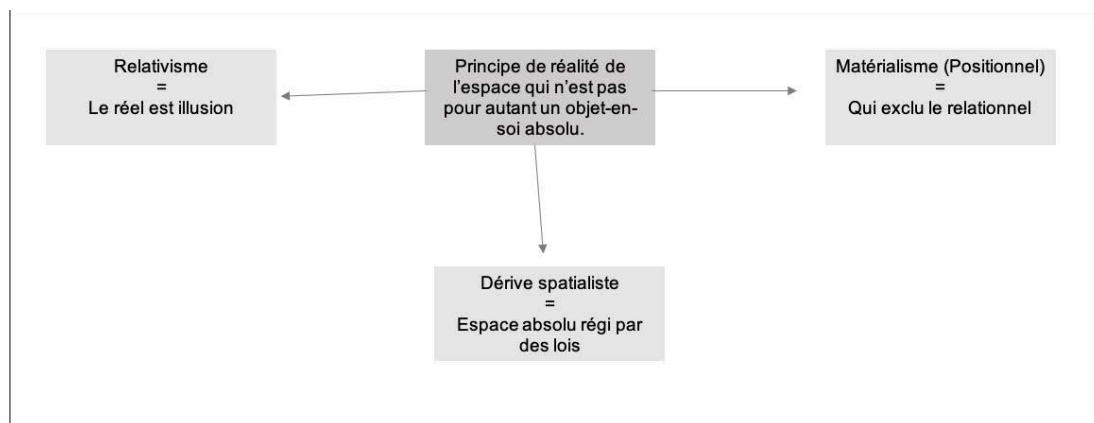 Relativisme
=
Le réel est illusion
Principe de réalité de
l'espace qui n'est pas
pour autant un objet-en-
soi absolu.
Matérialisme (Positionnel)
=
Qui exclu le relationnel
Dérive spatialiste
=
Espace absolu régi par
des lois